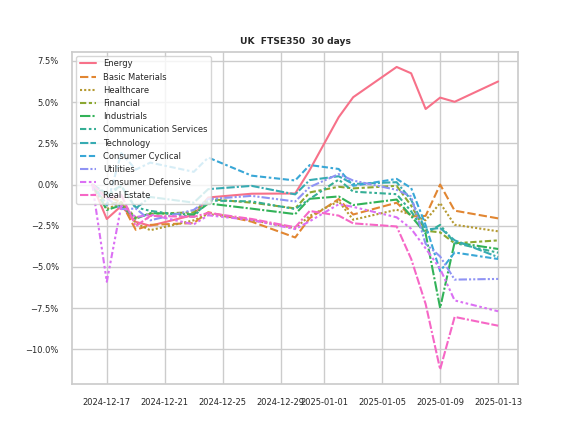 UK  FTSE350  30 days
7.5%
5.0%
2.5%
0.0%
−2.5%
−5.0%
−7.5%
−10.0%
Energy
Basic Materials
Healthcare
Financial
Industrials
Communication Services
Technology
Consumer Cyclical
Utilities
Consumer Defensive
Real Estate
2024-12-17 2024-12-21 2024-12-25 2024-12-29 2025-01-01 2025-01-05 2025-01-09 2025-01-13